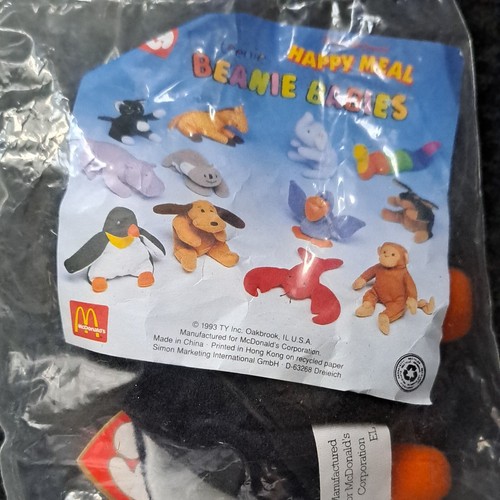 HAPPY MEAL
BEANIE BABIES
McDonald's
© 1993 TY Inc. Oakbrook, IL U.S.A.
Manufactured for McDonald's Corporation.
Made in China · Printed in Hong Kong on recycled paper
Simon Marketing International GmbH · D-63268 Dreieich
Manufactured
for McDonald's
Corporation